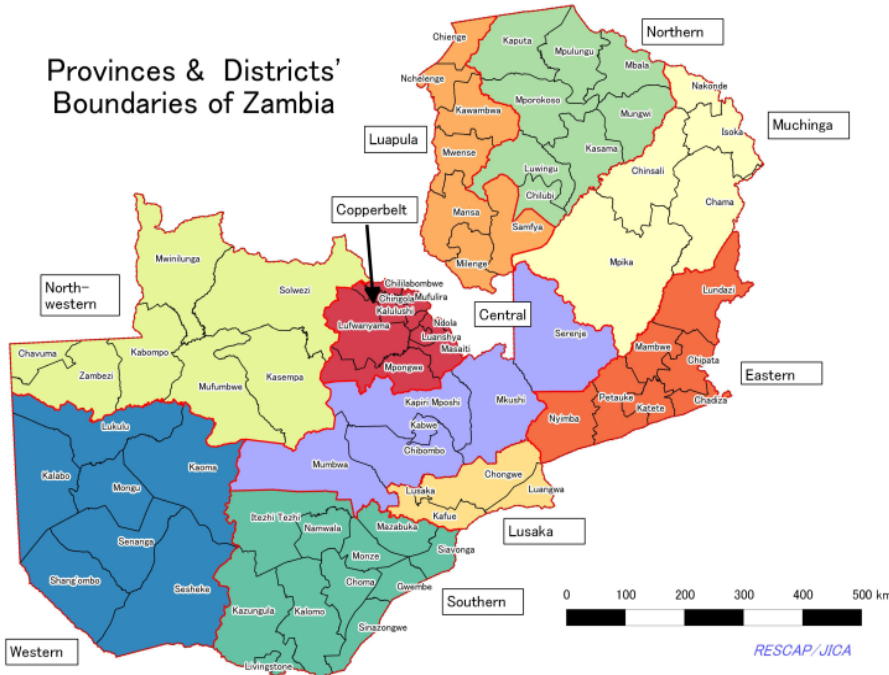 Provinces & Districts'
Boundaries of Zambia
Northern
Muchinga
Luapula
Copperbelt
North-
western
Central
Eastern
Lusaka
Southern
Western
Chienge
Kaputa
Mpulungu
Mbala
Nchelenge
Nakonde
Mporokoso
Kawambwa
Mungwi
Isoka
Mwense
Kasama
Luwingu
Chinsali
Chilubi
Chama
Mansa
Samfya
Milenge
Mpika
Mwinilunga
Solwezi
Chililabombwe
Chingola
Mufulira
Kalulushi
Lufwanyama
Ndola
Luanshya
Masaiti
Mpongwe
Lundazi
Serenje
Mambwe
Chipata
Chavuma
Kabompo
Zambezi
Mufumbwe
Kasempa
Kapiri Mposhi
Mkushi
Petauke
Katete
Chadiza
Nyimba
Lukulu
Kabwe
Chibombo
Mumbwa
Kaoma
Kalabo
Mongu
Chongwe
Lusaka
Luangwa
Kafue
Itezhi Tezhi
Namwala
Mazabuka
Senanga
Monze
Siavonga
Shang'ombo
Sesheke
Choma
Gwembe
Kazungula
Kalomo
Sinazongwe
Livingstone
0 100 200 300 400 500 km
RESCAP/JICA